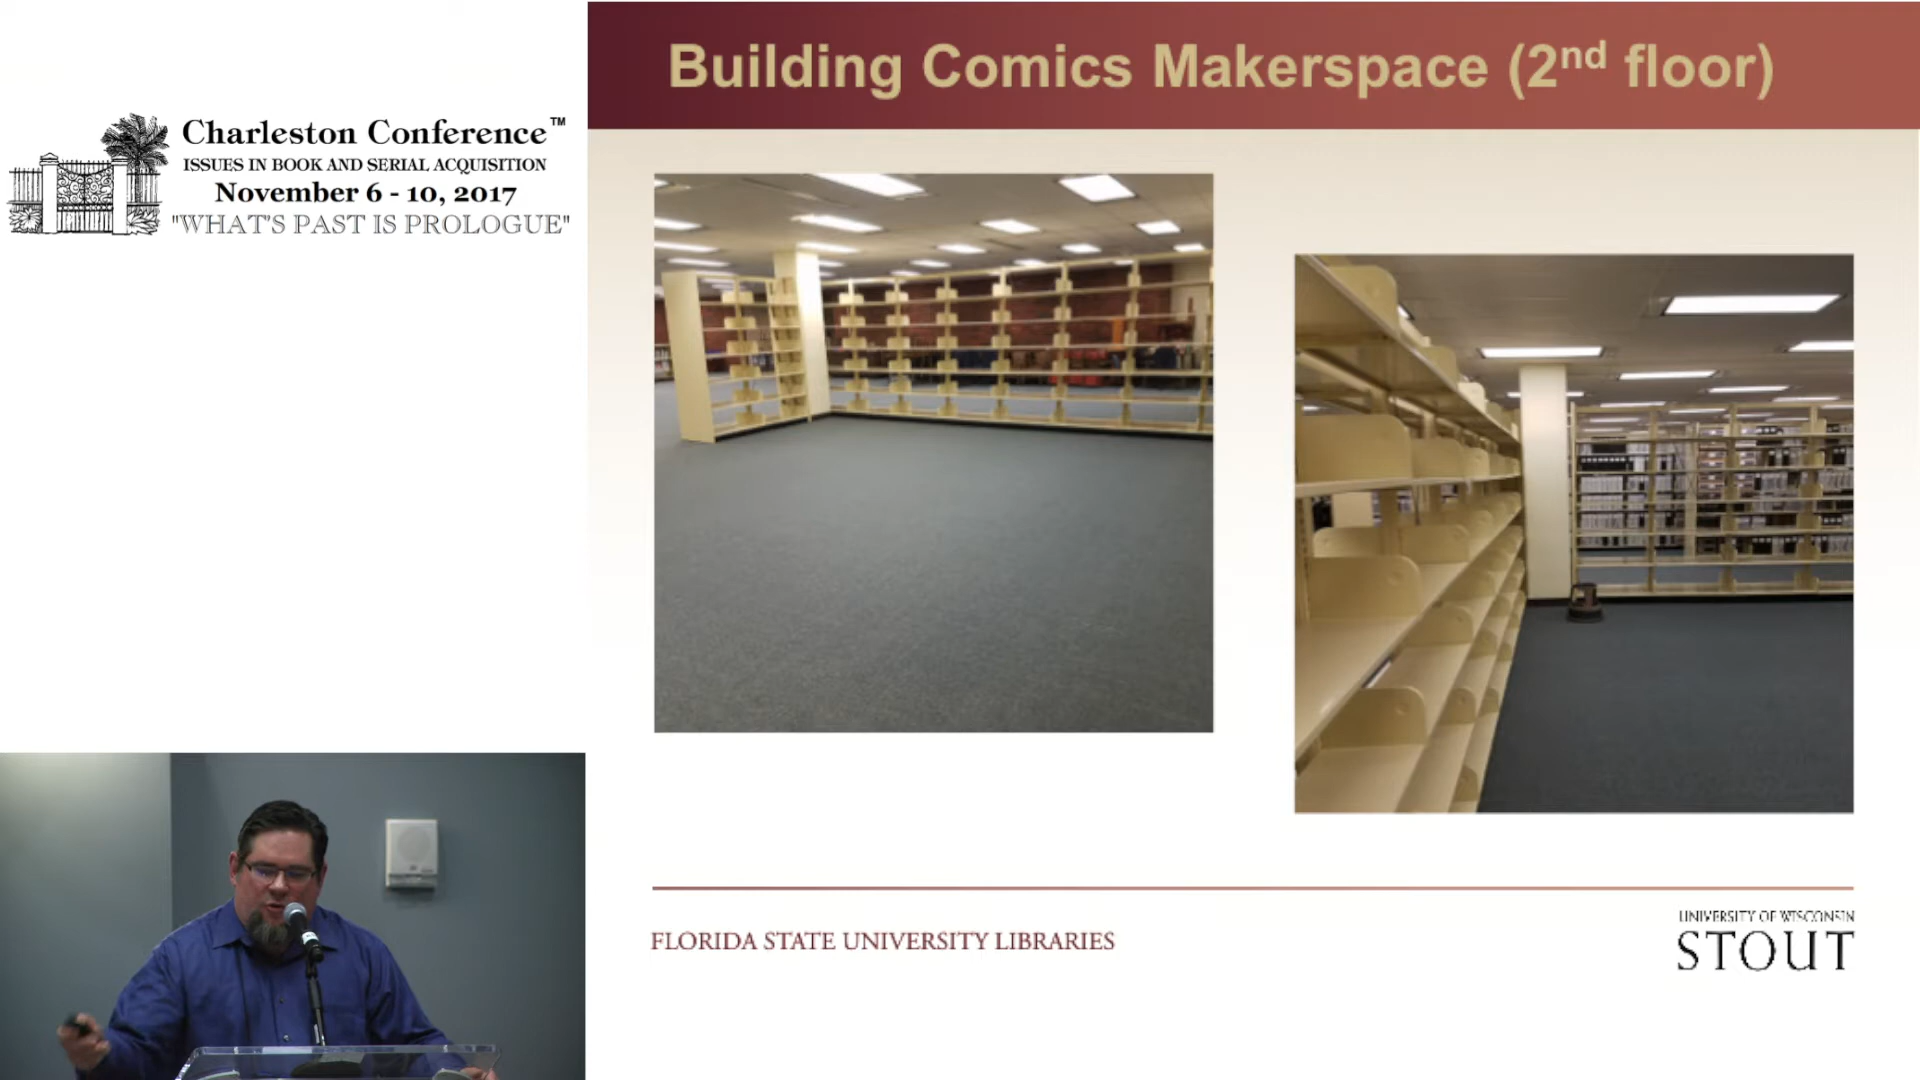 Charleston Conference™
ISSUES IN BOOK AND SERIAL ACQUISITION
November 6 - 10, 2017
"WHAT'S PAST IS PROLOGUE"
Building Comics Makerspace (2nd floor)
FLORIDA STATE UNIVERSITY LIBRARIES
UNIVERSITY OF WISCONSIN
STOUT